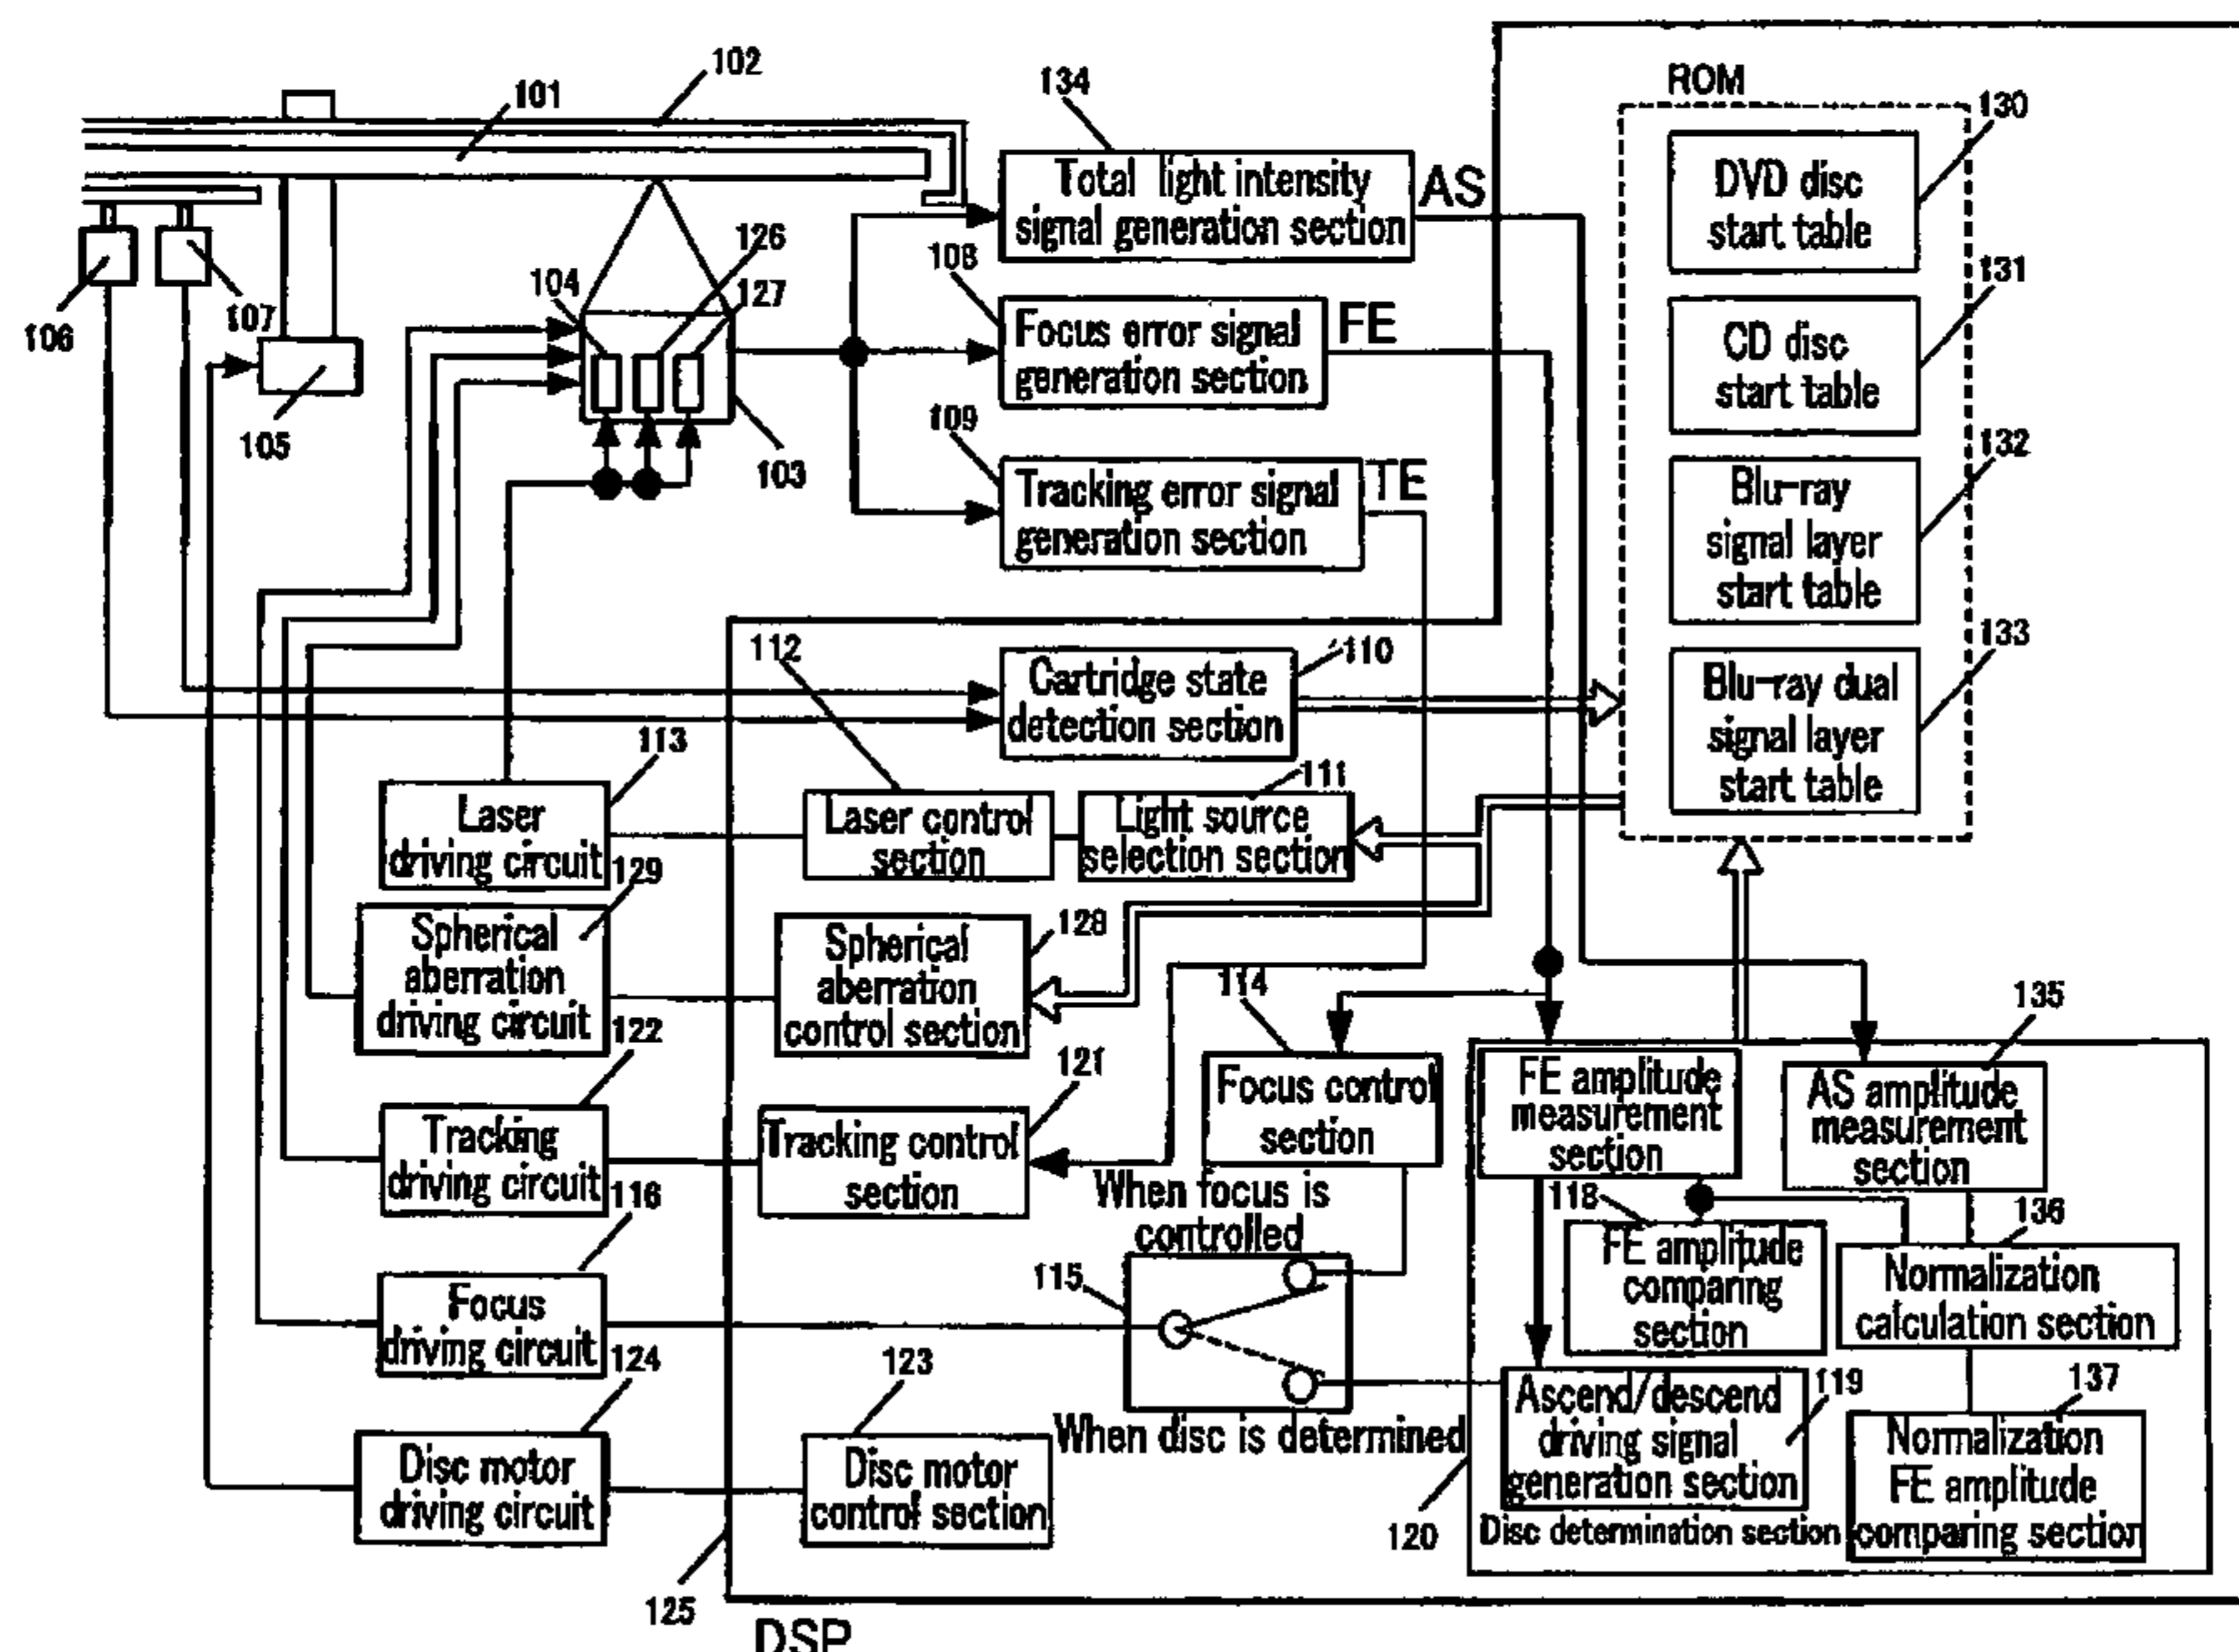 102
101
134
ROM
130
Total light intensity
signal generation section
AS
DVD disc
start table
126
104
127
108
131
106
107
Focus error signal
generation section
FE
CD disc
start table
105
103
109
132
Tracking error signal
generation section
TE
Blu-ray
signal layer
start table
112
110
133
Cartridge state
detection section
Blu-ray dual
signal layer
start table
113
111
Laser
driving circuit
Laser control
section
Light source
selection section
129
Spherical
aberration
driving circuit
Spherical
aberration
control section
128
114
135
122
121
Focus control
section
FE amplitude
measurement
section
AS amplitude
measurement
section
Tracking
driving circuit
Tracking control
section
116
When focus is
controlled
118
136
115
FE amplitude
comparing
section
Normalization
calculation section
Focus
driving circuit
124
123
119
137
Ascend/descend
driving signal
generation section
When disc is determined
Normalization
FE amplitude
comparing section
Disc motor
driving circuit
Disc motor
control section
120
Disc determination section
125
DSP